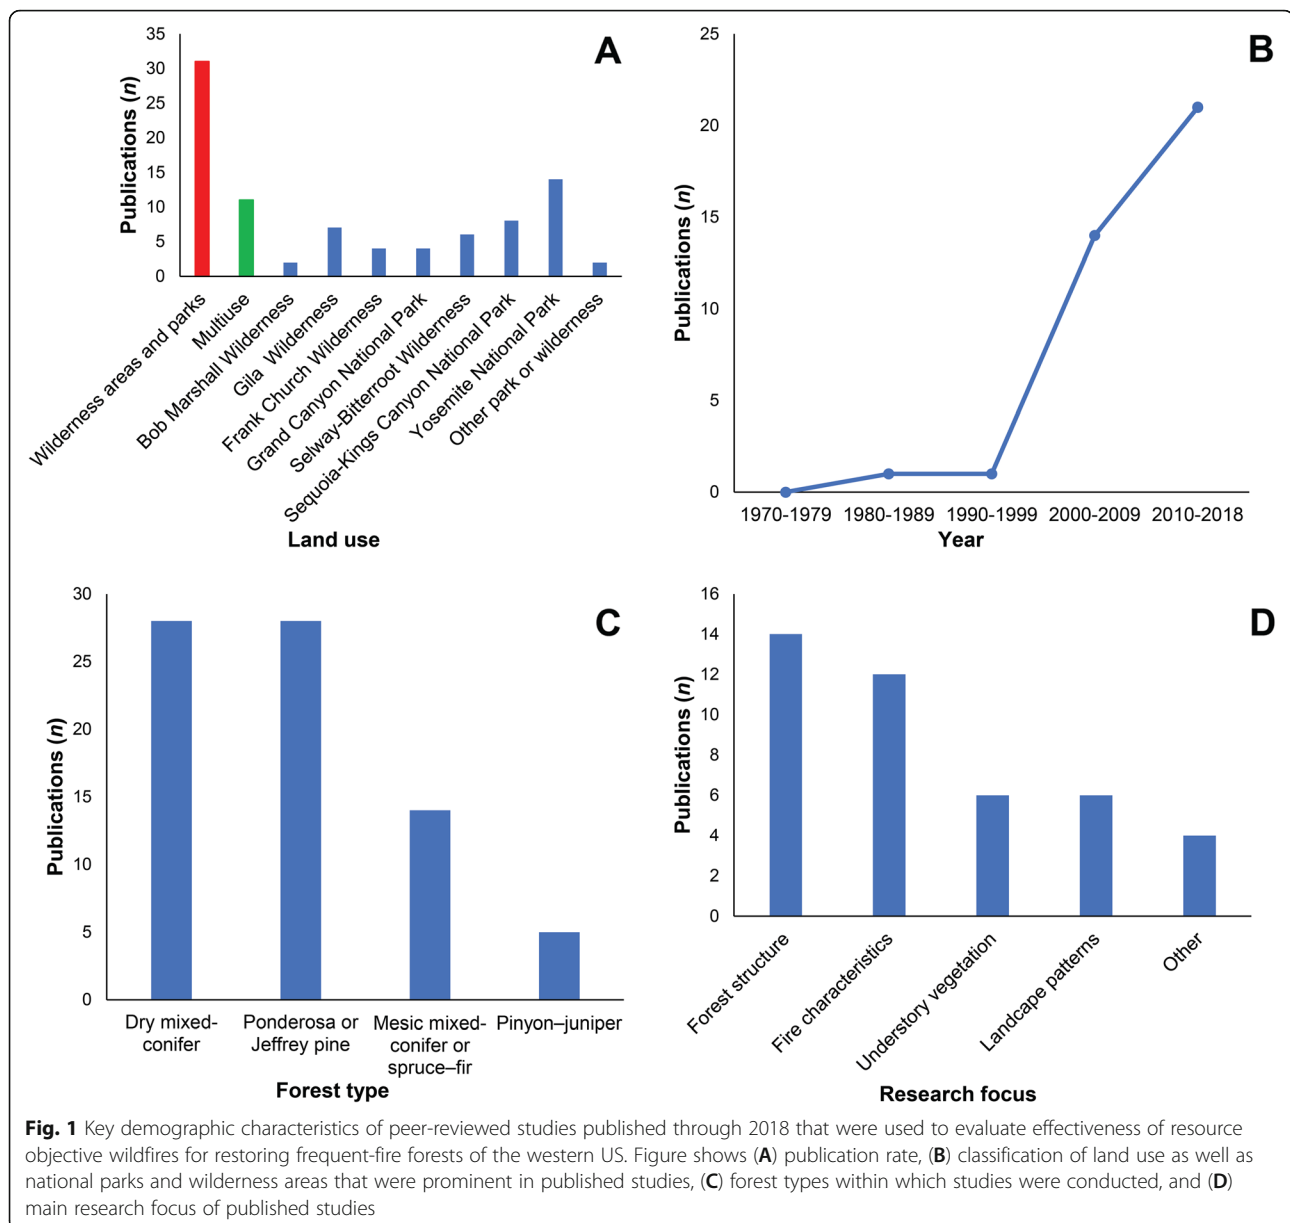 A
Publications (n)
35
30
25
20
15
10
5
0
Wilderness areas and parks
Multiuse
Bob Marshall Wilderness
Gila Wilderness
Frank Church Wilderness
Grand Canyon National Park
Selway-Bitterroot Wilderness
Sequoia-Kings Canyon National Park
Yosemite National Park
Other park or wilderness
Land use
B
Publications (n)
25
20
15
10
5
0
1970-1979 1980-1989 1990-1999 2000-2009 2010-2018
Year
C
Publications (n)
30
25
20
15
10
5
0
Dry mixed-
conifer
Ponderosa or
Jeffrey pine
Mesic mixed-
conifer or
spruce–fir
Pinyon–juniper
Forest type
D
Publications (n)
16
14
12
10
8
6
4
2
0
Forest structure
Fire characteristics
Understory vegetation
Landscape patterns
Other
Research focus
Fig. 1 Key demographic characteristics of peer-reviewed studies published through 2018 that were used to evaluate effectiveness of resource
objective wildfires for restoring frequent-fire forests of the western US. Figure shows (A) publication rate, (B) classification of land use as well as
national parks and wilderness areas that were prominent in published studies, (C) forest types within which studies were conducted, and (D)
main research focus of published studies